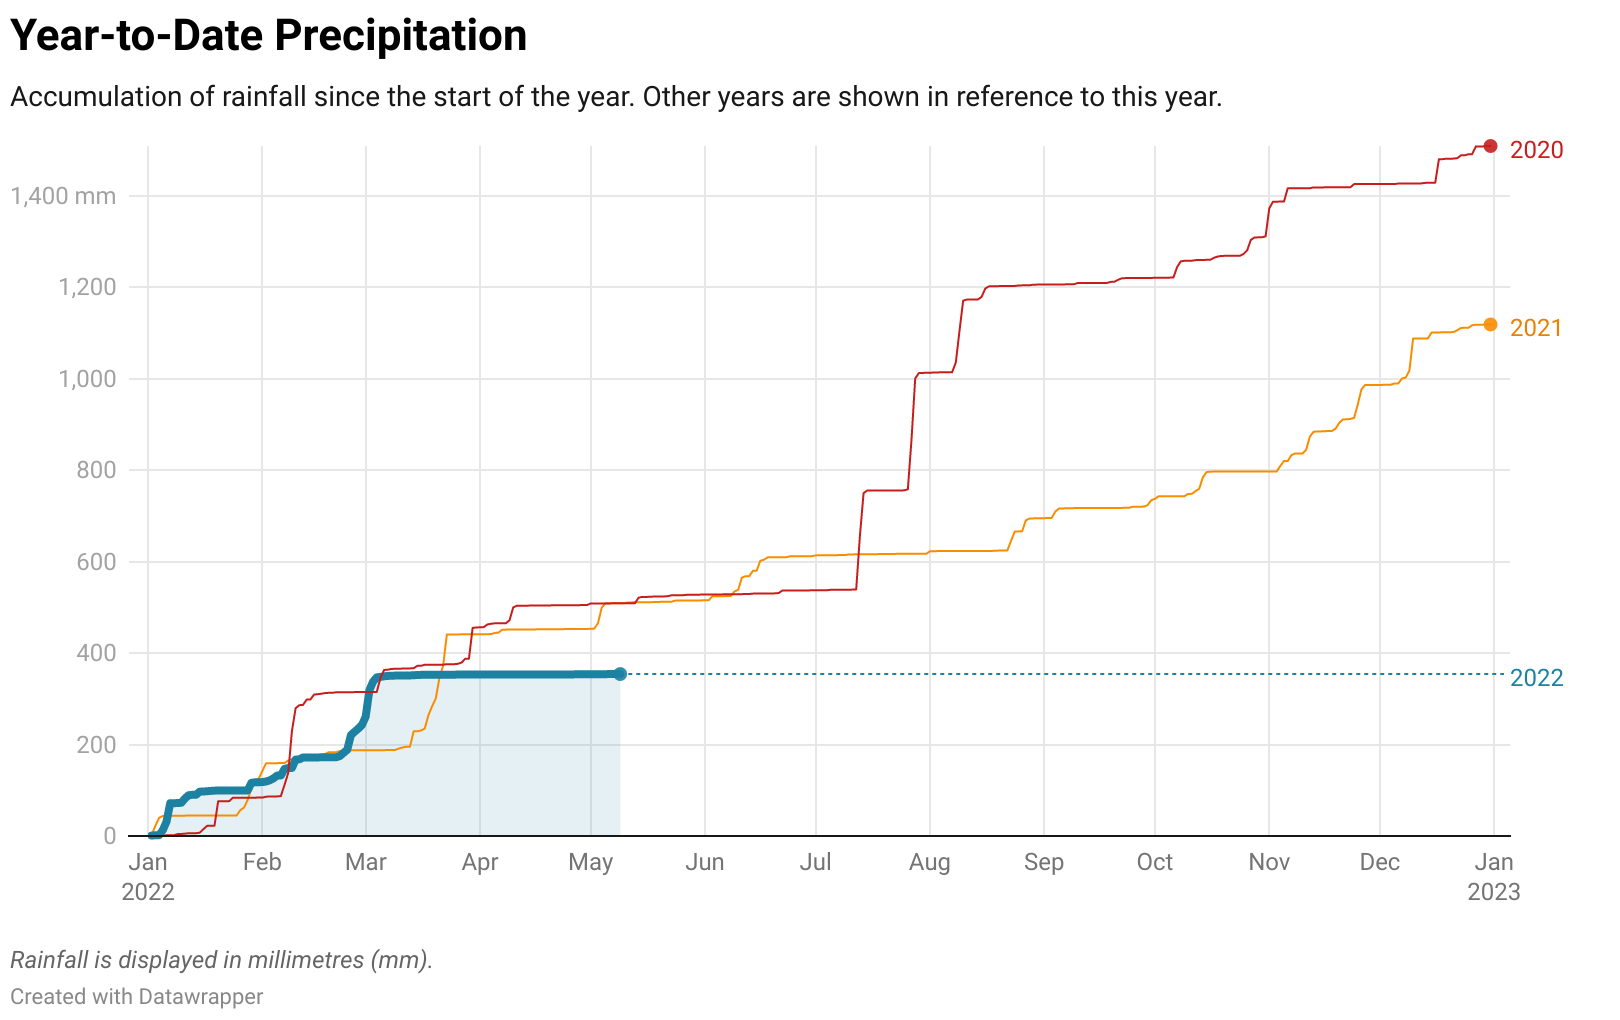 Year-to-Date Precipitation
Accumulation of rainfall since the start of the year. Other years are shown in reference to this year.
2020
1,400 mm
1,200
2021
1,000
800
600
400
2022
200
0
Jan Feb Mar Apr May Jun Jul Aug Sep Oct Nov Dec Jan
2022 2023
Rainfall is displayed in millimetres (mm).
Created with Datawrapper